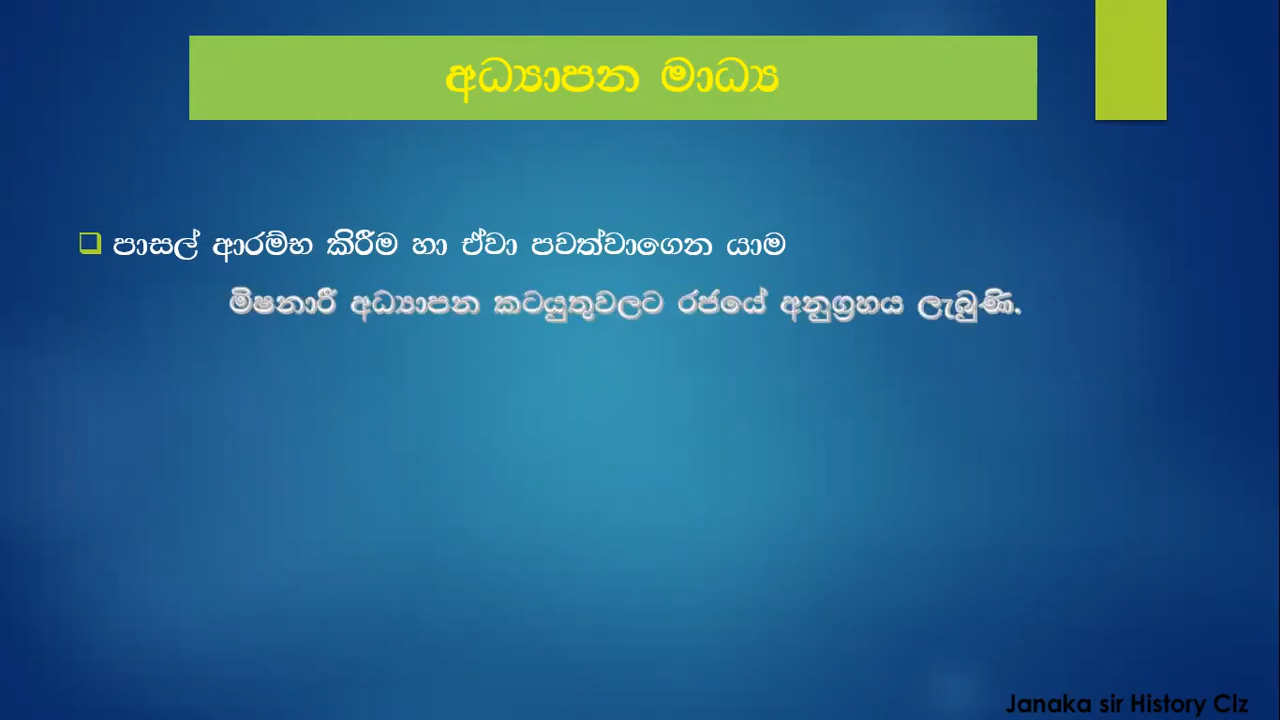 අධ්‍යාපන මාධ්‍ය
පාසල් ආරම්භ කිරීම හා ඒවා පවත්වාගෙන යාම
මිෂනාරී අධ්‍යාපන කටයුතුවලට රජයේ අනුග්‍රහය ලැබුණි.
Janaka sir History Clz